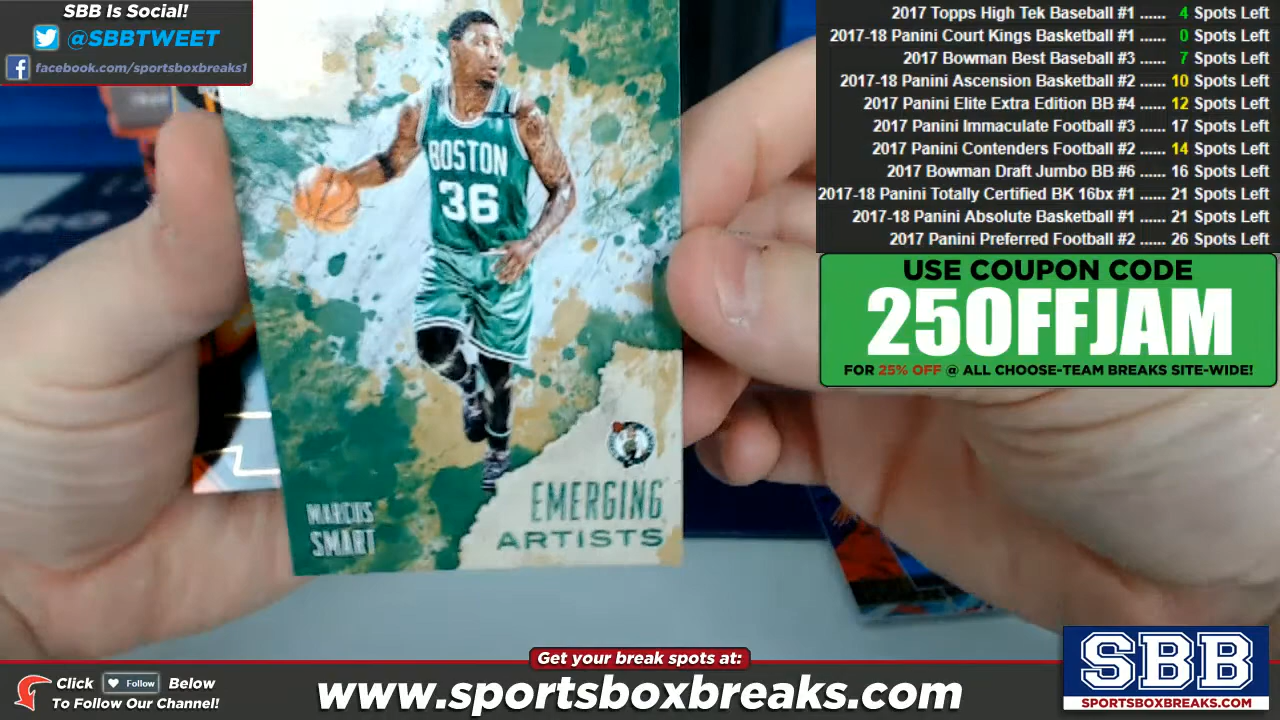 SBB Is Social!
@SBBTWEET
facebook.com/sportsboxbreaks1
2017 Topps High Tek Baseball #1 ...... 4 Spots Left
2017-18 Panini Court Kings Basketball #1 ...... 0 Spots Left
2017 Bowman Best Baseball #3 ...... 7 Spots Left
2017-18 Panini Ascension Basketball #2 ...... 10 Spots Left
2017 Panini Elite Extra Edition BB #4 ...... 12 Spots Left
2017 Panini Immaculate Football #3 ...... 17 Spots Left
2017 Panini Contenders Football #2 ...... 14 Spots Left
2017 Bowman Draft Jumbo BB #6 ...... 16 Spots Left
2017-18 Panini Totally Certified BK 16bx #1 ...... 21 Spots Left
2017-18 Panini Absolute Basketball #1 ...... 21 Spots Left
2017 Panini Preferred Football #2 ...... 26 Spots Left
USE COUPON CODE
25OFFJAM
FOR 25% OFF @ ALL CHOOSE-TEAM BREAKS SITE-WIDE!
BOSTON
36
MARCUS
SMART
EMERGING
ARTISTS
Get your break spots at:
www.sportsboxbreaks.com
Click Follow Below
To Follow Our Channel!
SBB
SPORTSBOXBREAKS.COM